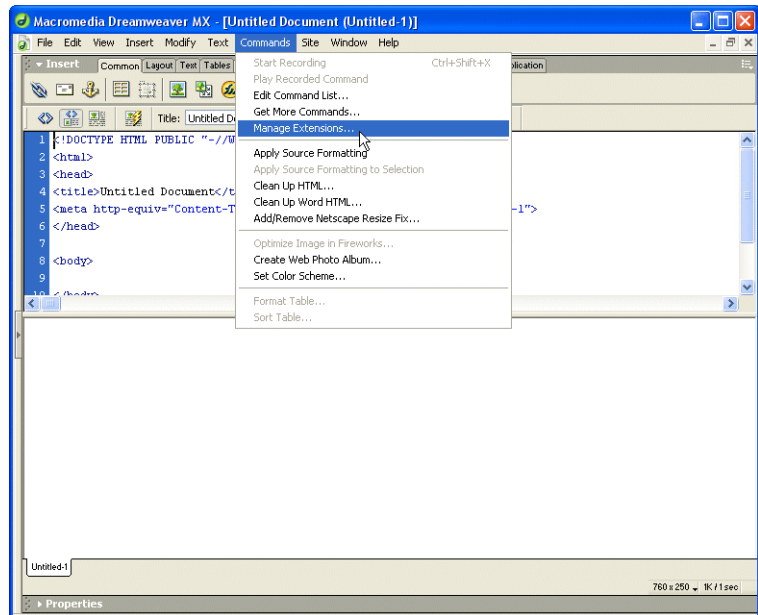 Macromedia Dreamweaver MX - [Untitled Document (Untitled-1)]
File Edit View Insert Modify Text Commands Site Window Help
Insert Common Layout Text Tables
Start Recording Ctrl+Shift+X
Play Recorded Command
Edit Command List...
Get More Commands...
Manage Extensions...
Apply Source Formatting
Apply Source Formatting to Selection
Clean Up HTML...
Clean Up Word HTML...
Add/Remove Netscape Resize Fix...
Optimize Image in Fireworks...
Create Web Photo Album...
Set Color Scheme...
Format Table...
Sort Table...
Title: Untitled D
1 <!DOCTYPE HTML PUBLIC "-//W
2 <html>
3 <head>
4 <title>Untitled Document</t
5 <meta http-equiv="Content-T -1">
6 </head>
7
8 <body>
9
10 </body>
Untitled-1
760 x 250 1K / 1 sec
Properties